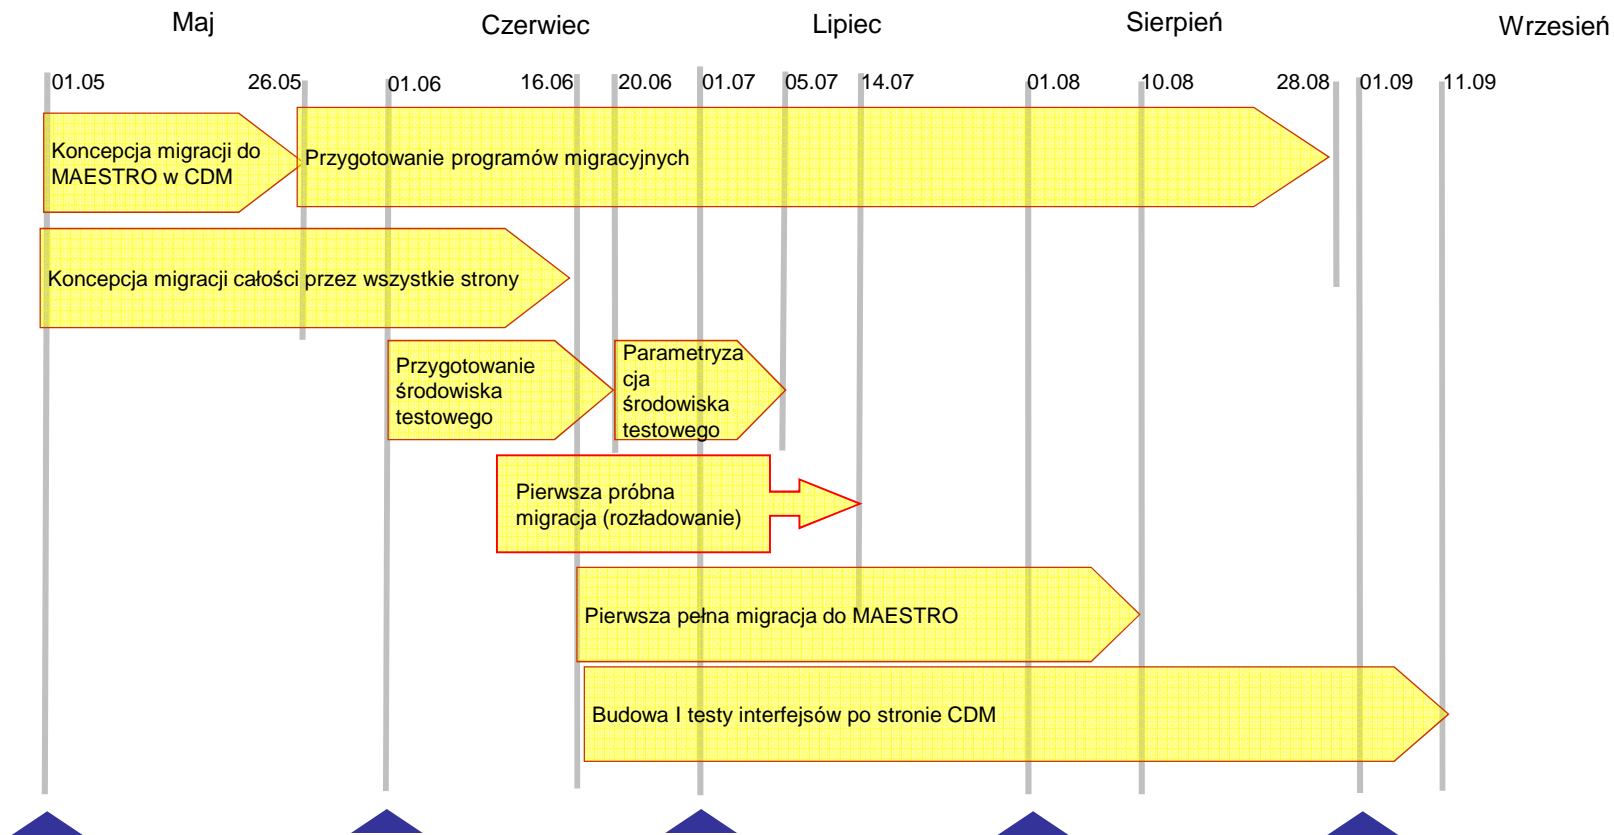 Maj
Czerwiec
Lipiec
Sierpień
Wrzesień
01.05
26.05
01.06
16.06
20.06
01.07
05.07
14.07
01.08
10.08
28.08
01.09
11.09
Koncepcja migracji do
MAESTRO w CDM
Przygotowanie programów migracyjnych
Koncepcja migracji całości przez wszystkie strony
Przygotowanie
środowiska
testowego
Parametryza
cja
środowiska
testowego
Pierwsza próbna
migracja (rozładowanie)
Pierwsza pełna migracja do MAESTRO
Budowa I testy interfejsów po stronie CDM